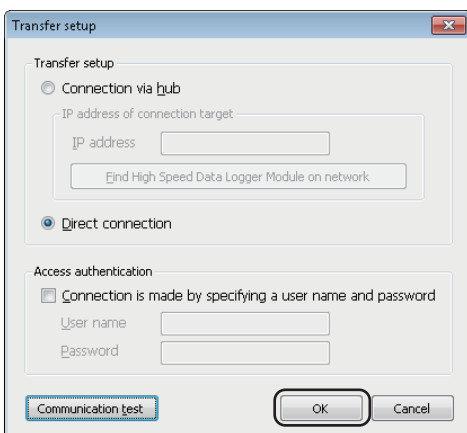 Transfer setup
Transfer setup
Connection via hub
IP address of connection target
IP address
Find High Speed Data Logger Module on network
Direct connection
Access authentication
Connection is made by specifying a user name and password
User name
Password
Communication test OK Cancel